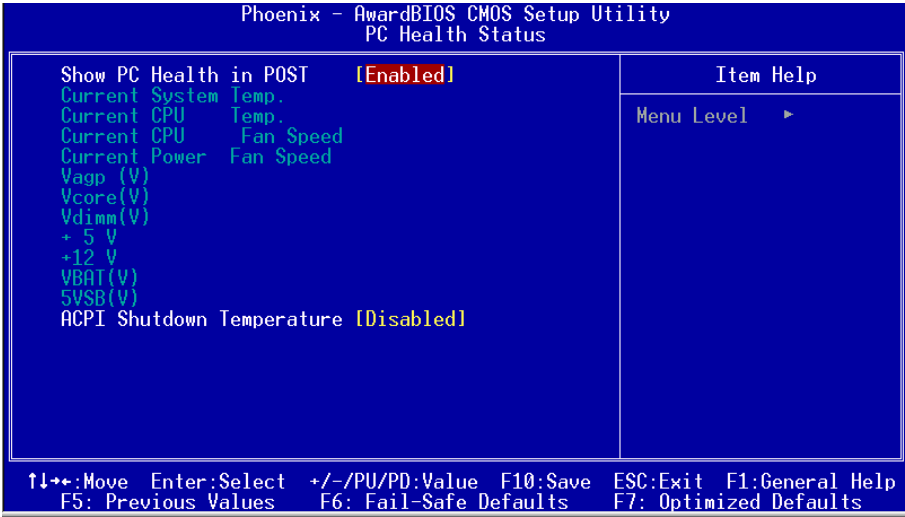 Phoenix - AwardBIOS CMOS Setup Utility
PC Health Status
Show PC Health in POST [Enabled]
Current System Temp.
Current CPU Temp.
Current CPU Fan Speed
Current Power Fan Speed
Vagp (V)
Vcore(V)
Vdimm(V)
+ 5 V
+12 V
VBAT(V)
5VSB(V)
ACPI Shutdown Temperature [Disabled]
Item Help
Menu Level ►
↑↓→←:Move Enter:Select +/-/PU/PD:Value F10:Save ESC:Exit F1:General Help
F5: Previous Values F6: Fail-Safe Defaults F7: Optimized Defaults